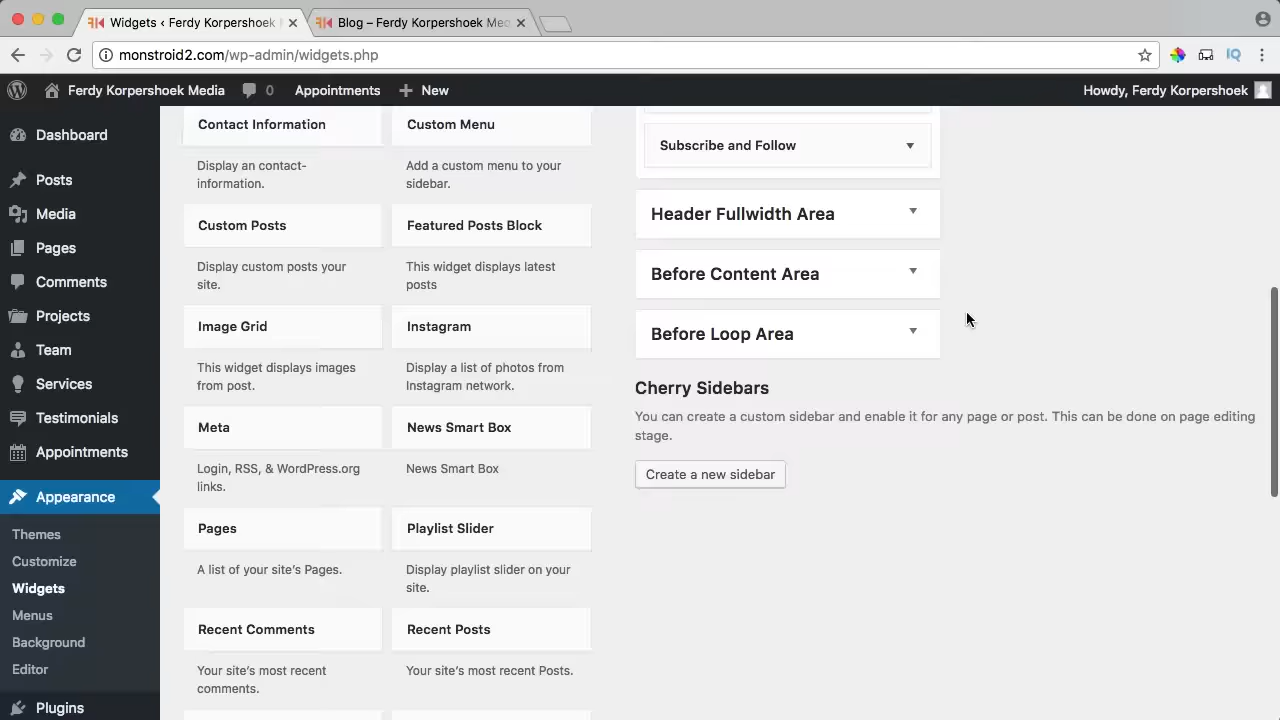 Widgets ‹ Ferdy Korpershoek
Blog – Ferdy Korpershoek Med
monstroid2.com/wp-admin/widgets.php
Ferdy Korpershoek Media
0
Appointments
New
Howdy, Ferdy Korpershoek
Dashboard
Posts
Media
Pages
Comments
Projects
Team
Services
Testimonials
Appointments
Appearance
Themes
Customize
Widgets
Menus
Background
Editor
Plugins
Contact Information
Display an contact-
information.
Custom Menu
Add a custom menu to your
sidebar.
Custom Posts
Display custom posts your
site.
Featured Posts Block
This widget displays latest
posts
Image Grid
This widget displays images
from post.
Instagram
Display a list of photos from
Instagram network.
Meta
Login, RSS, & WordPress.org
links.
News Smart Box
News Smart Box
Pages
A list of your site's Pages.
Playlist Slider
Display playlist slider on your
site.
Recent Comments
Your site's most recent
comments.
Recent Posts
Your site's most recent Posts.
Subscribe and Follow
Header Fullwidth Area
Before Content Area
Before Loop Area
Cherry Sidebars
You can create a custom sidebar and enable it for any page or post. This can be done on page editing
stage.
Create a new sidebar